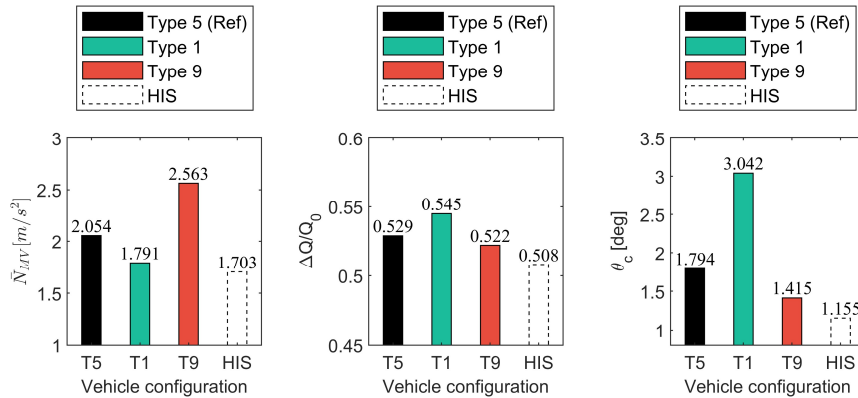 Type 5 (Ref)
Type 1
Type 9
HIS
3
2.5
2
1.5
1
2.054
1.791
2.563
1.703
N̄_MV [m/s²]
T5 T1 T9 HIS
Vehicle configuration
Type 5 (Ref)
Type 1
Type 9
HIS
0.6
0.55
0.5
0.45
0.529
0.545
0.522
0.508
ΔQ/Q₀
T5 T1 T9 HIS
Vehicle configuration
Type 5 (Ref)
Type 1
Type 9
HIS
3.5
3
2.5
2
1.5
1
1.794
3.042
1.415
1.155
θ_c [deg]
T5 T1 T9 HIS
Vehicle configuration